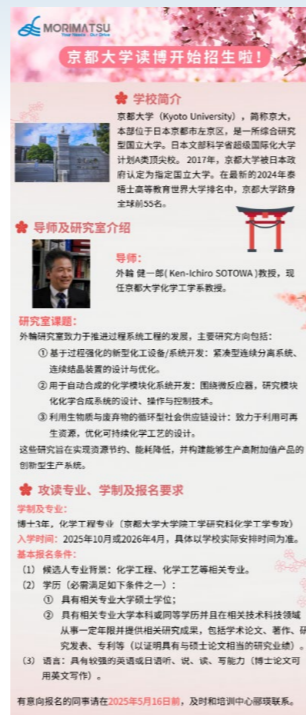 MORIMATSU
京都大学读博开始招生啦！
学校简介
京都大学（Kyoto University），简称京大，
本部位于日本京都市左京区，是一所综合研究
型国立大学。日本文部科学省超级国际化大学
计划A类顶尖校。2017年，京都大学被日本政
府认定为指定国立大学。在最新的2024年泰
晤士高等教育世界大学排名中，京都大学跻身
全球前55名。
导师及研究室介绍
导师：
外輪 健一郎( Ken-Ichiro SOTOWA )教授，现
任京都大学化学工学系教授。
研究室课题：
外輪研究室致力于推进过程系统工程的发展，主要研究方向包括：
① 基于过程强化的新型化工设备/系统开发：紧凑型连续分离系统、
连续结晶装置的设计与优化。
② 用于自动合成的化学模块化系统开发：围绕微反应器，研究模块
化化学合成系统的设计、操作与控制技术。
③ 利用生物质与废弃物的循环型社会供应链设计：致力于利用可再
生资源，优化可持续化学工艺的设计。
这些研究旨在实现资源节约、能耗降低，并构建能够生产高附加值产品的
创新型生产系统。
攻读专业、学制及报名要求
学制及专业：
博士3年，化学工程专业（京都大学大学院工学研究科化学工学专攻）
入学时间：2025年10月或2026年4月，具体以学校实际安排时间为准。
基本报名条件：
（1） 候选人专业背景：化学工程、化学工艺等相关专业。
（2） 学历（必需满足如下条件之一）：
① 具有相关专业大学硕士学位；
② 具有相关专业大学本科或同等学历并且在相关技术科技领域
从事一定年限并提供相关研究成果，包括学术论文、著作、研
究发表、专利等（以证明具有与硕士论文相当的研究业绩）。
（3） 语言：具有较强的英语或日语听、说、读、写能力（博士论文可
用英文写作）。
有意向报名的同事请在2025年5月16日前，及时和培训中心郦瑛联系。